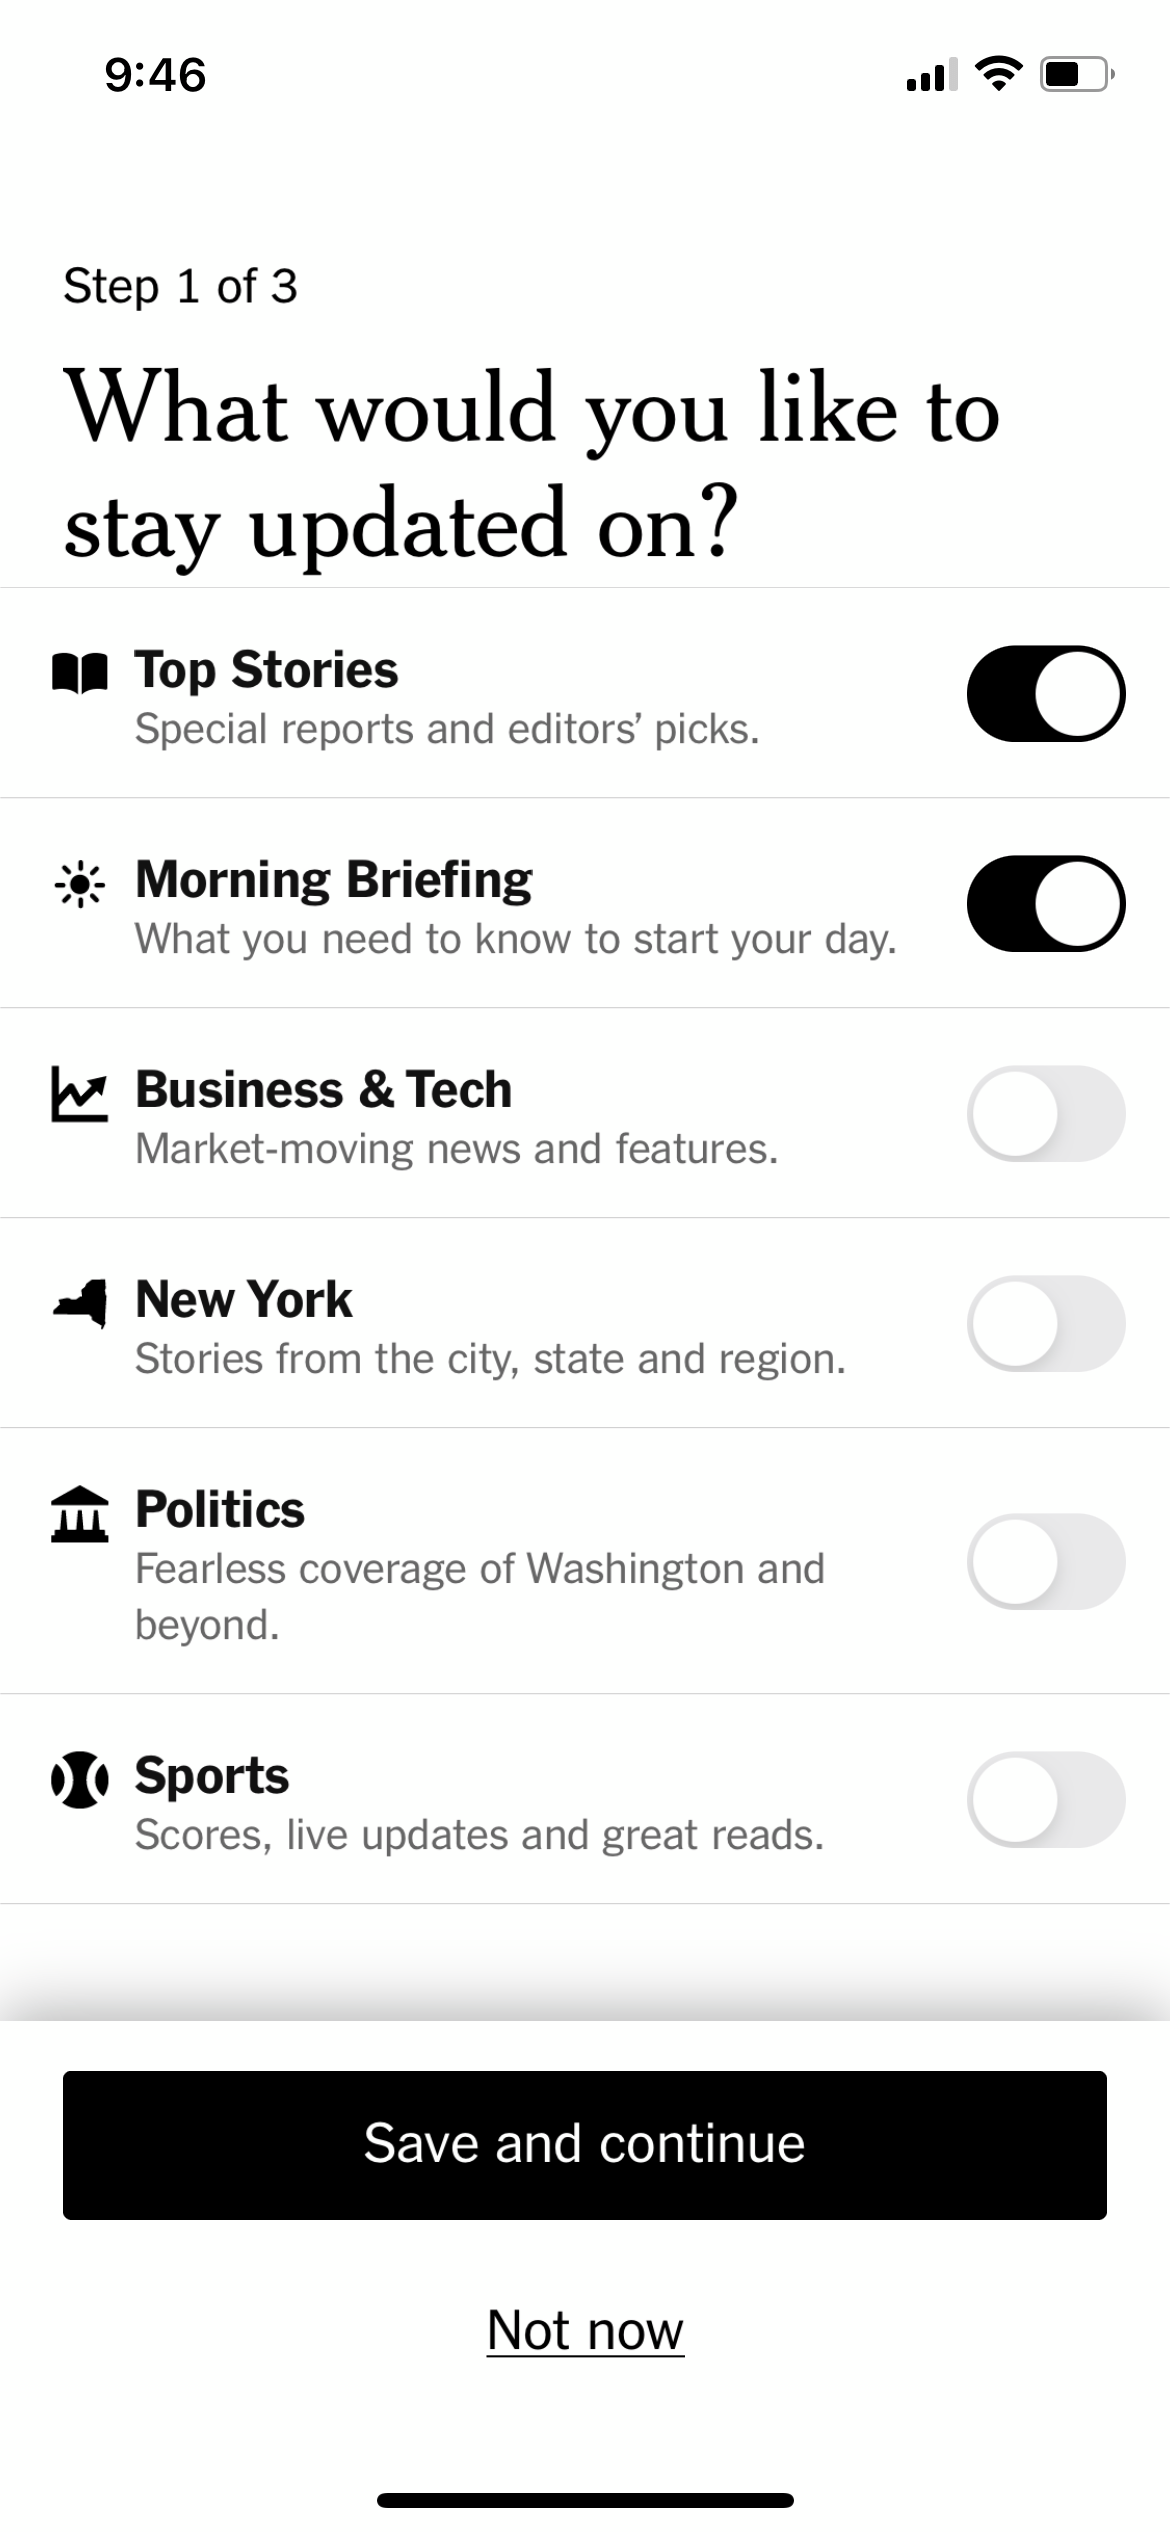 9:46
Step 1 of 3
What would you like to
stay updated on?
Top Stories
Special reports and editors’ picks.
Morning Briefing
What you need to know to start your day.
Business & Tech
Market-moving news and features.
New York
Stories from the city, state and region.
Politics
Fearless coverage of Washington and
beyond.
Sports
Scores, live updates and great reads.
Save and continue
Not now